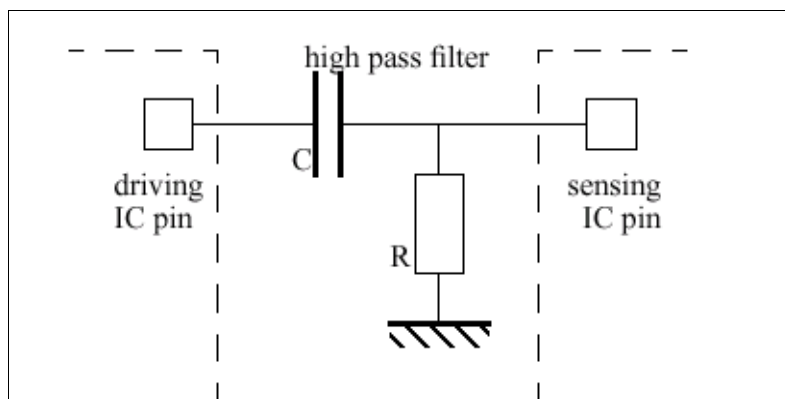 high pass filter
C
driving
IC pin
R
sensing
IC pin